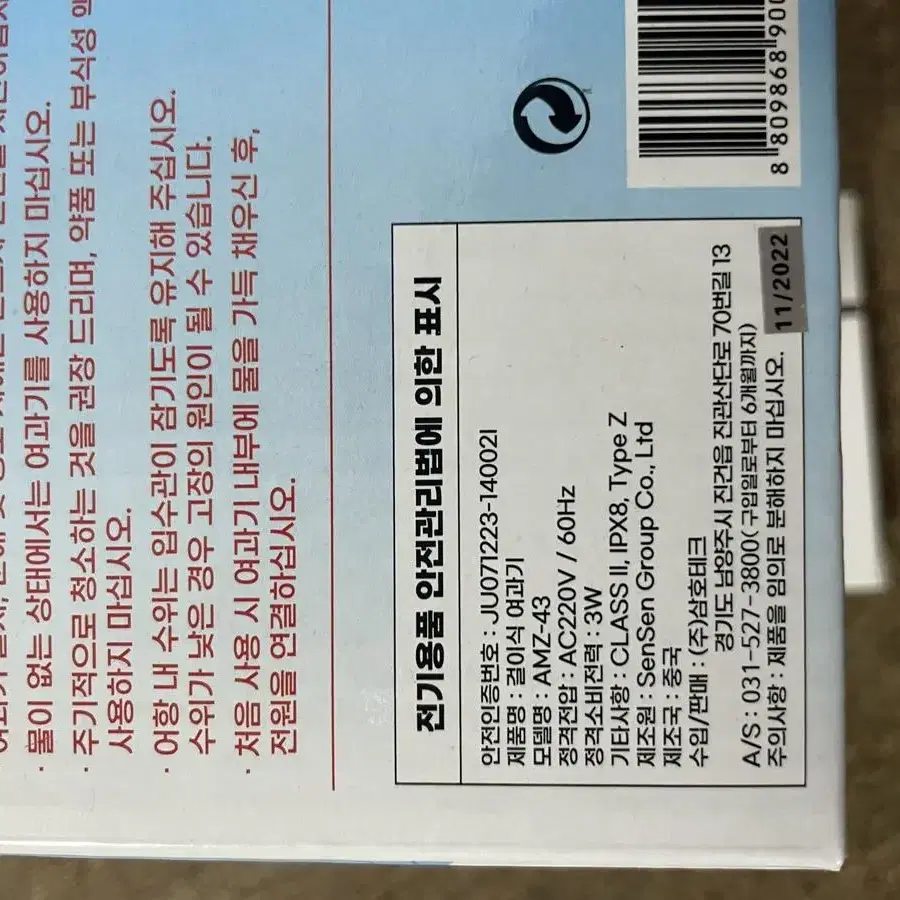 물이 없는 상태에서는 여과기를 사용하지 마십시오.
· 주기적으로 청소하는 것을 권장 드리며, 약품 또는 부식성
사용하지 마십시오.
· 어항 내 수위는 입수관이 잠기도록 유지해 주십시오.
수위가 낮은 경우 고장의 원인이 될 수 있습니다.
· 처음 사용 시 여과기 내부에 물을 가득 채우신 후,
전원을 연결하십시오.
전기용품 안전관리법에 의한 표시
안전인증번호 : JU071223-14002I
제품명 : 걸이식 여과기
모델명 : AMZ-43
정격전압 : AC220V / 60Hz
정격소비전력 : 3W
기타사항 : CLASS II, IPX8, Type Z
제조원 : SenSen Group Co., Ltd
제조국 : 중국
수입/판매 : (주)삼호테크
경기도 남양주시 진건읍 진관산단로 70번길 13
A/S : 031-527-3800(구입일로부터 6개월까지)
주의사항 : 제품을 임의로 분해하지 마십시오.
11/2022
8 809868 900